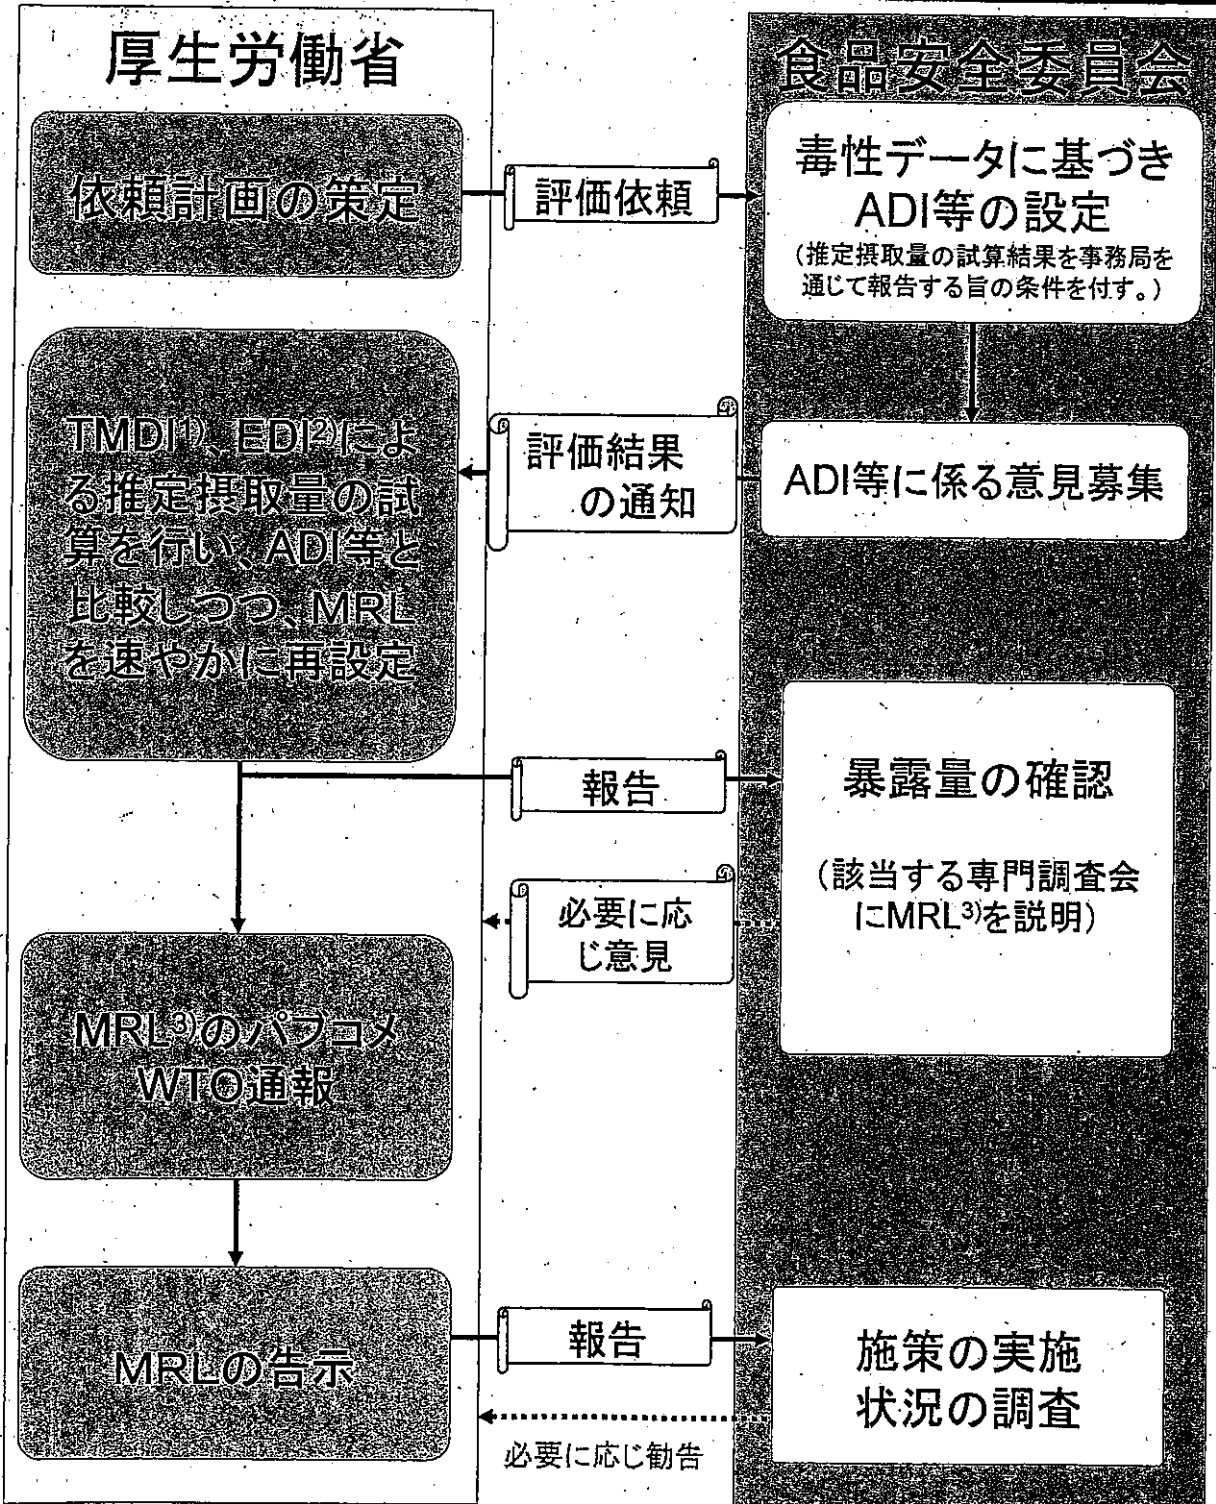 厚生労働省
食品安全委員会
依頼計画の策定
評価依頼
毒性データに基づき
ADI等の設定
(推定摂取量の試算結果を事務局を
通じて報告する旨の条件を付す。)
TMDI1)、EDI2)によ
る推定摂取量の試
算を行い、ADI等と
比較しつつ、MRL
を速やかに再設定
評価結果
の通知
ADI等に係る意見募集
報告
暴露量の確認
(該当する専門調査会
にMRL3)を説明)
必要に応
じ意見
MRL3)のパブコメ
WTO通報
MRLの告示
報告
施策の実施
状況の調査
必要に応じ勧告